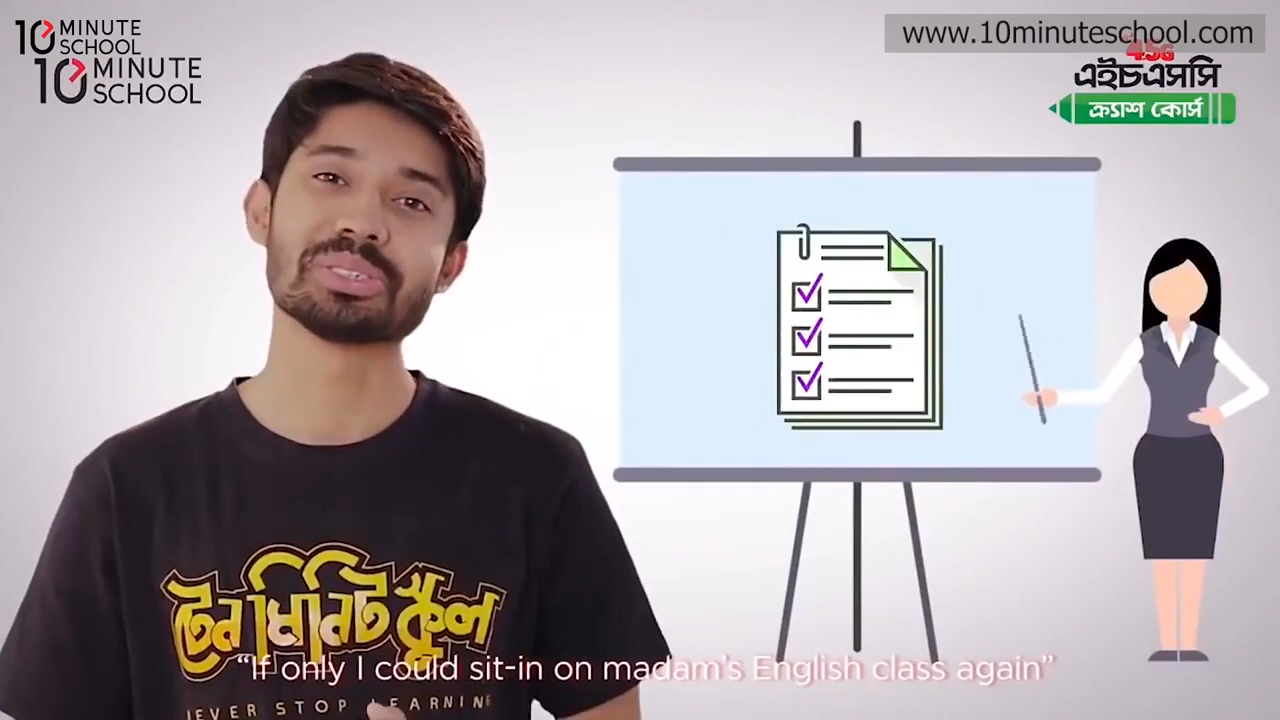 10 MINUTE SCHOOL
10 MINUTE SCHOOL
www.10minuteschool.com
এইচএসসি
ক্র্যাশ কোর্স
টেন মিনিট স্কুল
"If only I could sit-in on madam's English class again"
STOP